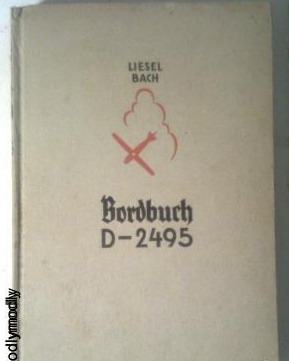 LIESEL
BACH
Bordbuch
D-2495
odlymodly